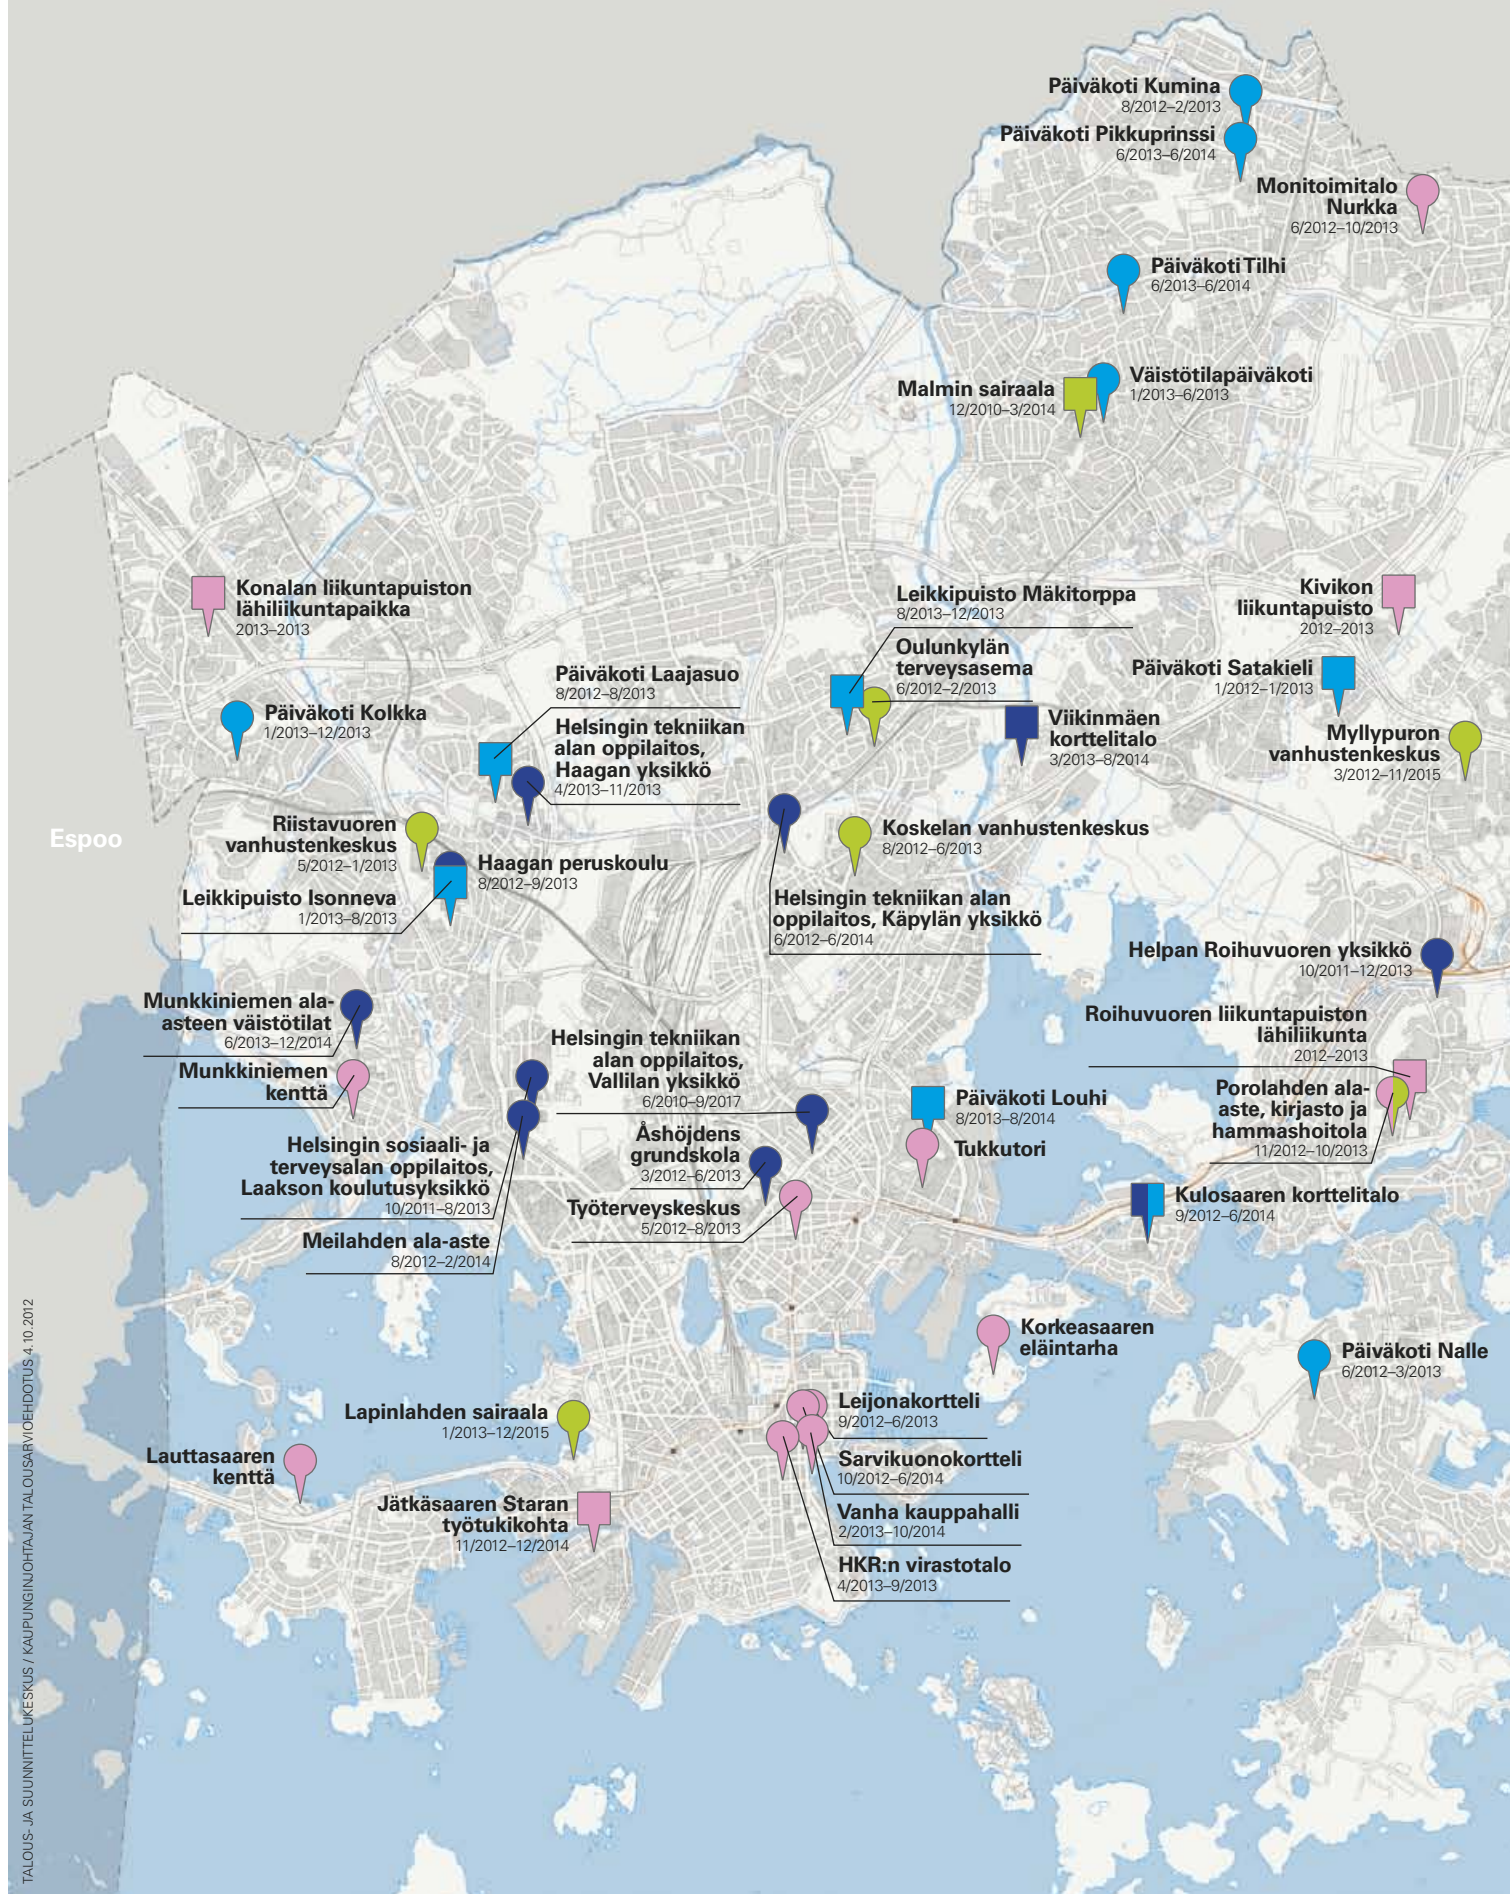 Päiväkoti Kumina
8/2012–2/2013
Päiväkoti Pikkuprinssi
6/2013–6/2014
Monitoimitalo
Nurkka
6/2012–10/2013
Päiväkoti Tilhi
6/2013–6/2014
Malmin sairaala
12/2010–3/2014
Väistötilapäiväkoti
1/2013–6/2013
Konalan liikuntapuiston
lähiliikuntapaikka
2013–2013
Leikkipuisto Mäkitorppa
8/2013–12/2013
Kivikon
liikuntapuisto
2012–2013
Oulunkylän
terveysasema
6/2012–2/2013
Päiväkoti Satakieli
1/2012–1/2013
Päiväkoti Laajasuo
8/2012–8/2013
Päiväkoti Kolkka
1/2013–12/2013
Helsingin tekniikan
alan oppilaitos,
Haagan yksikkö
4/2013–11/2013
Viikinmäen
korttelitalo
3/2013–8/2014
Myllypuron
vanhustenkeskus
3/2012–11/2015
Espoo
Riistavuoren
vanhustenkeskus
5/2012–1/2013
Koskelan vanhustenkeskus
8/2012–6/2013
Haagan peruskoulu
8/2012–9/2013
Leikkipuisto Isonneva
1/2013–8/2013
Helsingin tekniikan alan
oppilaitos, Käpylän yksikkö
6/2012–6/2014
Helpan Roihuvuoren yksikkö
10/2011–12/2013
Munkkiniemen ala-
asteen väistötilat
6/2013–12/2014
Roihuvuoren liikuntapuiston
lähiliikunta
2012–2013
Munkkiniemen
kenttä
Helsingin tekniikan
alan oppilaitos,
Vallilan yksikkö
6/2010–9/2017
Päiväkoti Louhi
8/2013–8/2014
Porolahden ala-
aste, kirjasto ja
hammashoitola
11/2012–10/2013
Åshöjdens
grundskola
3/2012–6/2013
Tukkutori
Helsingin sosiaali- ja
terveysalan oppilaitos,
Laakson koulutusyksikkö
10/2011–8/2013
Työterveyskeskus
5/2012–8/2013
Kulosaaren korttelitalo
9/2012–6/2014
Meilahden ala-aste
8/2012–2/2014
Korkeasaaren
eläintarha
Päiväkoti Nalle
6/2012–3/2013
Leijonakortteli
9/2012–6/2013
Lapinlahden sairaala
1/2013–12/2015
Lauttasaaren
kenttä
Sarvikuonokortteli
10/2012–6/2014
Jätkäsaaren Staran
työtukikohta
11/2012–12/2014
Vanha kauppahalli
2/2013–10/2014
HKR:n virastotalo
4/2013–9/2013
TALOUS- JA SUUNNITTELUKESKUS / KAUPUNGINJOHTAJAN TALOUSARVIOEHDOTUS 4.10.2012